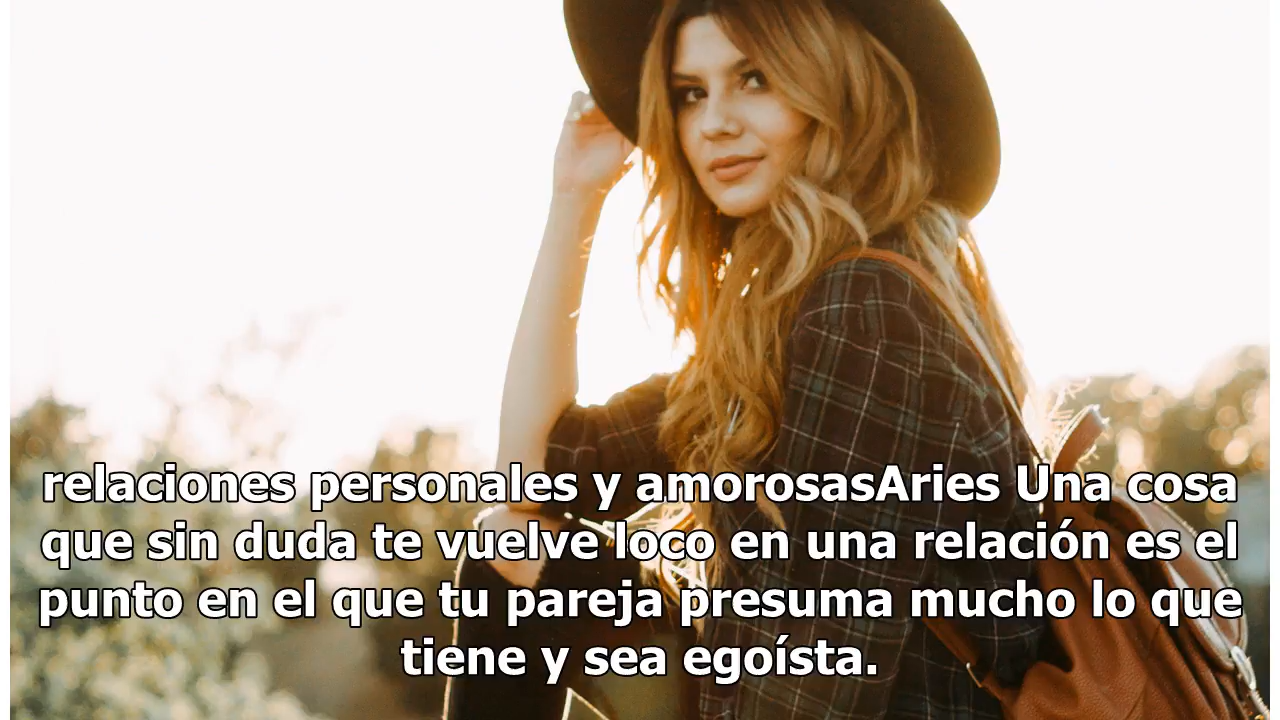 relaciones personales y amorosasAries Una cosa
que sin duda te vuelve loco en una relación es el
punto en el que tu pareja presuma mucho lo que
tiene y sea egoísta.